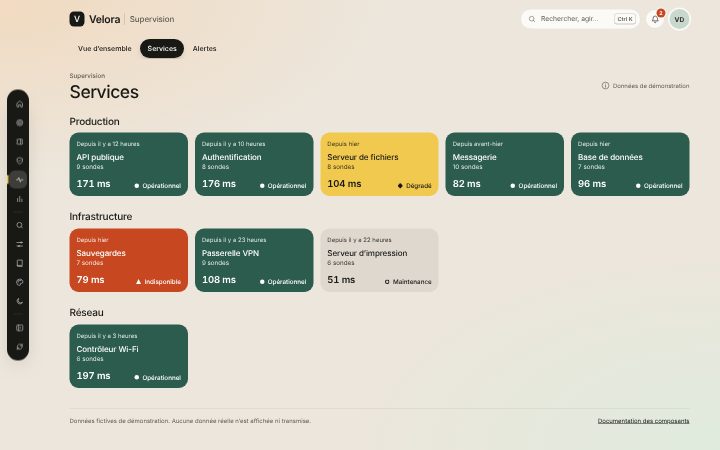 V Velora Supervision
Rechercher, agir... Ctrl K
2
VD
Vue d'ensemble Services Alertes
Supervision
Services
Données de démonstration
Production
Depuis il y a 12 heures
API publique
9 sondes
171 ms Opérationnel
Depuis il y a 10 heures
Authentification
8 sondes
176 ms Opérationnel
Depuis hier
Serveur de fichiers
8 sondes
104 ms Dégradé
Depuis avant-hier
Messagerie
10 sondes
82 ms Opérationnel
Depuis hier
Base de données
7 sondes
96 ms Opérationnel
Infrastructure
Depuis hier
Sauvegardes
7 sondes
79 ms Indisponible
Depuis il y a 23 heures
Passerelle VPN
9 sondes
108 ms Opérationnel
Depuis il y a 22 heures
Serveur d'impression
6 sondes
51 ms Maintenance
Réseau
Depuis il y a 3 heures
Contrôleur Wi-Fi
6 sondes
197 ms Opérationnel
Données fictives de démonstration. Aucune donnée réelle n'est affichée ni transmise.
Documentation des composants